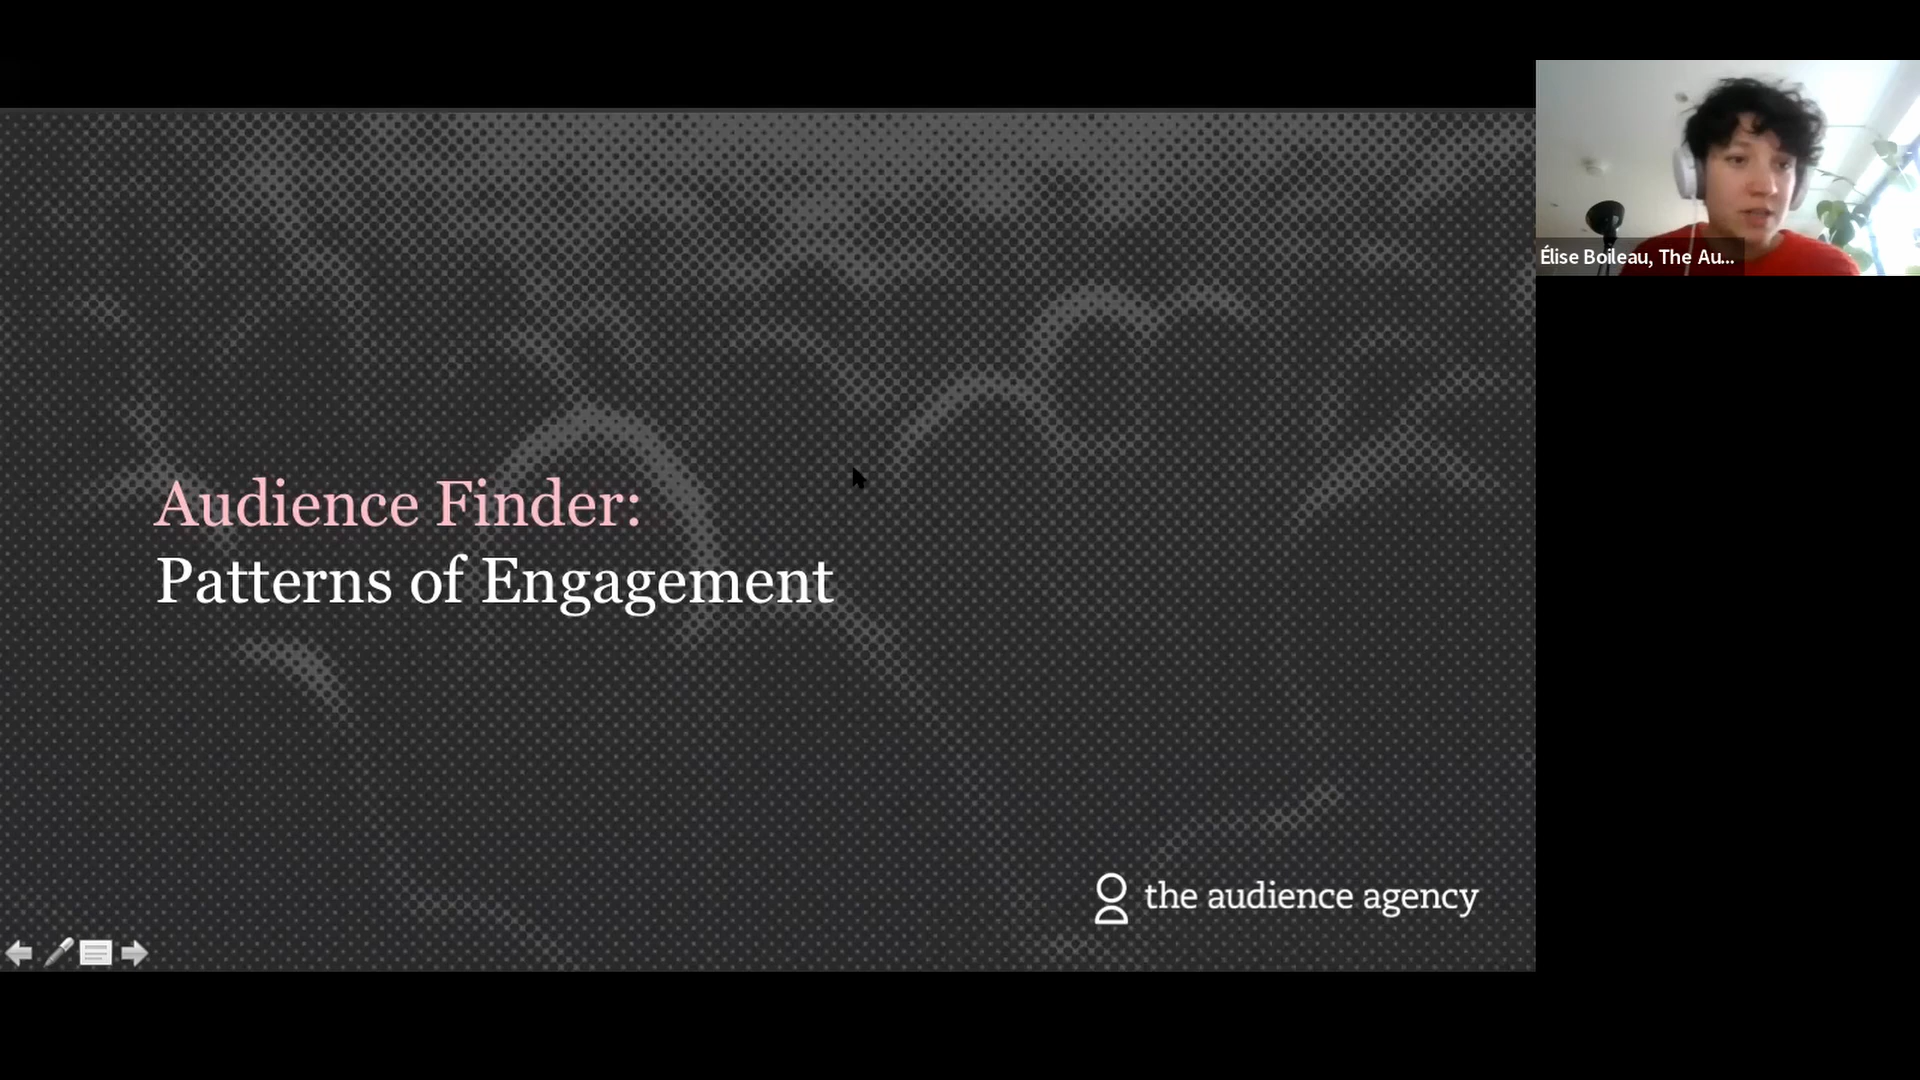 Audience Finder:
Patterns of Engagement
the audience agency
Élise Boileau, The Au...